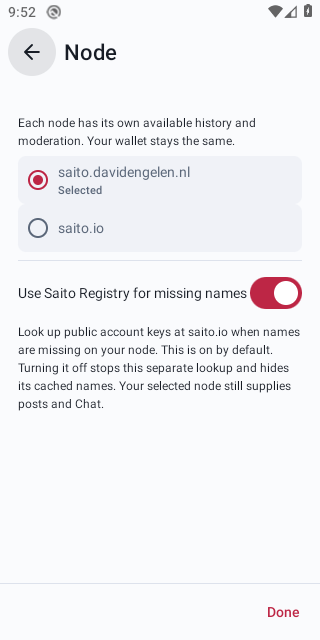 9:52
Node
Each node has its own available history and
moderation. Your wallet stays the same.
saito.davidengelen.nl
Selected
saito.io
Use Saito Registry for missing names
Look up public account keys at saito.io when names
are missing on your node. This is on by default.
Turning it off stops this separate lookup and hides
its cached names. Your selected node still supplies
posts and Chat.
Done